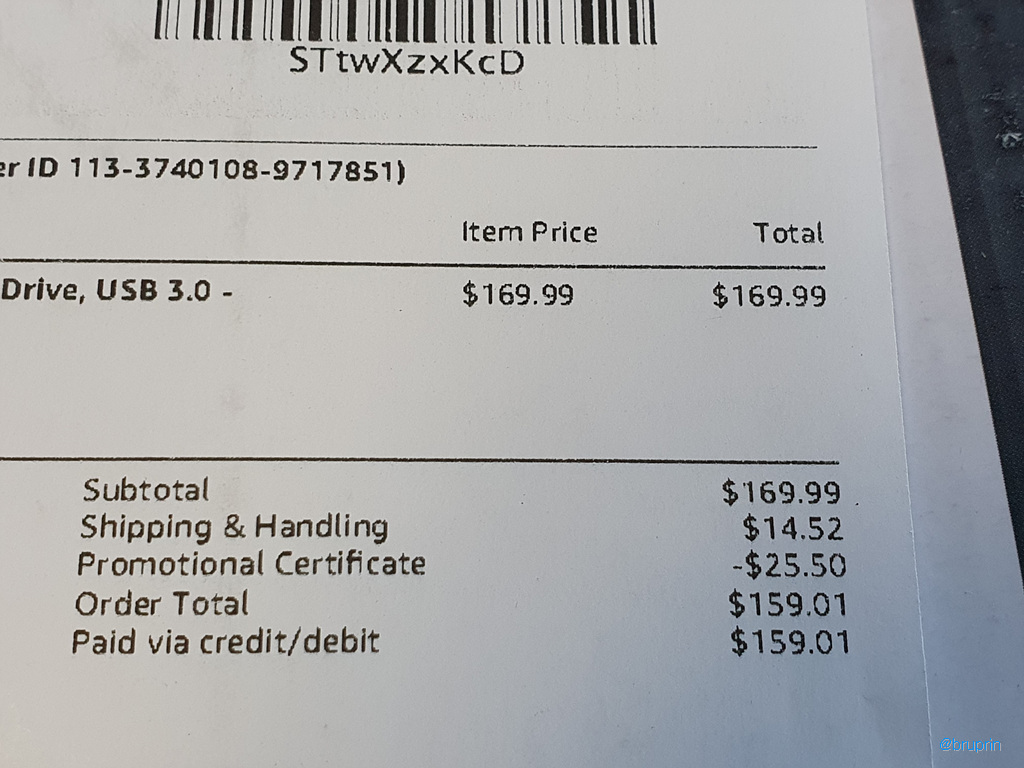 STtwXzxKcD
er ID 113-3740108-9717851)
Item Price Total
Drive, USB 3.0 - $169.99 $169.99
Subtotal $169.99
Shipping & Handling $14.52
Promotional Certificate -$25.50
Order Total $159.01
Paid via credit/debit $159.01
@bruprin